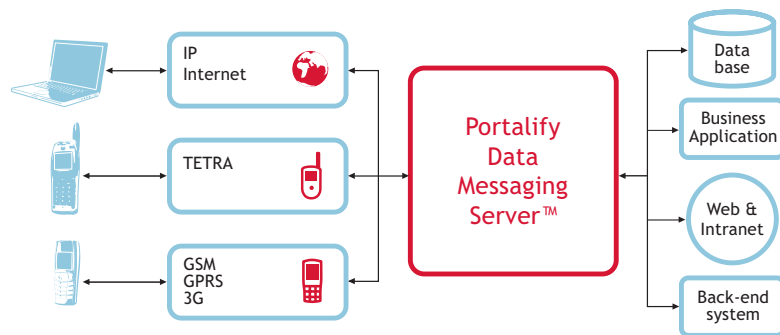 IP
Internet
TETRA
GSM
GPRS
3G
Portalify
Data
Messaging
Server™
Data
base
Business
Application
Web &
Intranet
Back-end
system